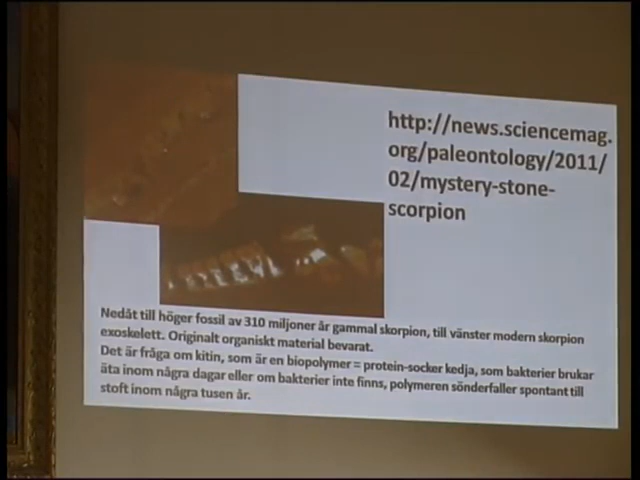 http://news.sciencemag.
org/paleontology/2011/
02/mystery-stone-
scorpion
Nedåt till höger fossil av 310 miljoner år gammal skorpion, till vänster modern skorpion
exoskelett. Originalt organiskt material bevarat.
Det är fråga om kitin, som är en biopolymer = protein-socker kedja, som bakterier brukar
äta inom några dagar eller om bakterier inte finns, polymeren sönderfaller spontant till
stoft inom några tusen år.